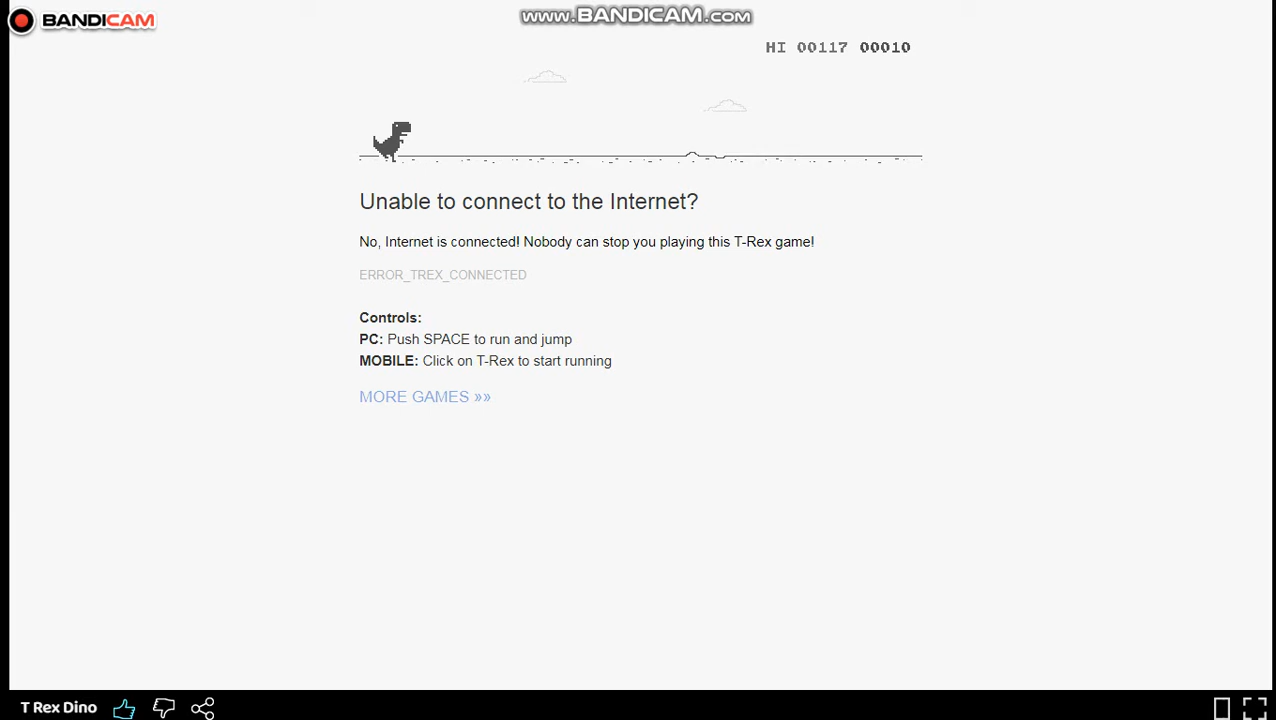 BANDICAM
www.BANDICAM.com
HI 00117 00010
Unable to connect to the Internet?
No, Internet is connected! Nobody can stop you playing this T-Rex game!
ERROR_TREX_CONNECTED
Controls:
PC: Push SPACE to run and jump
MOBILE: Click on T-Rex to start running
MORE GAMES »»
T Rex Dino